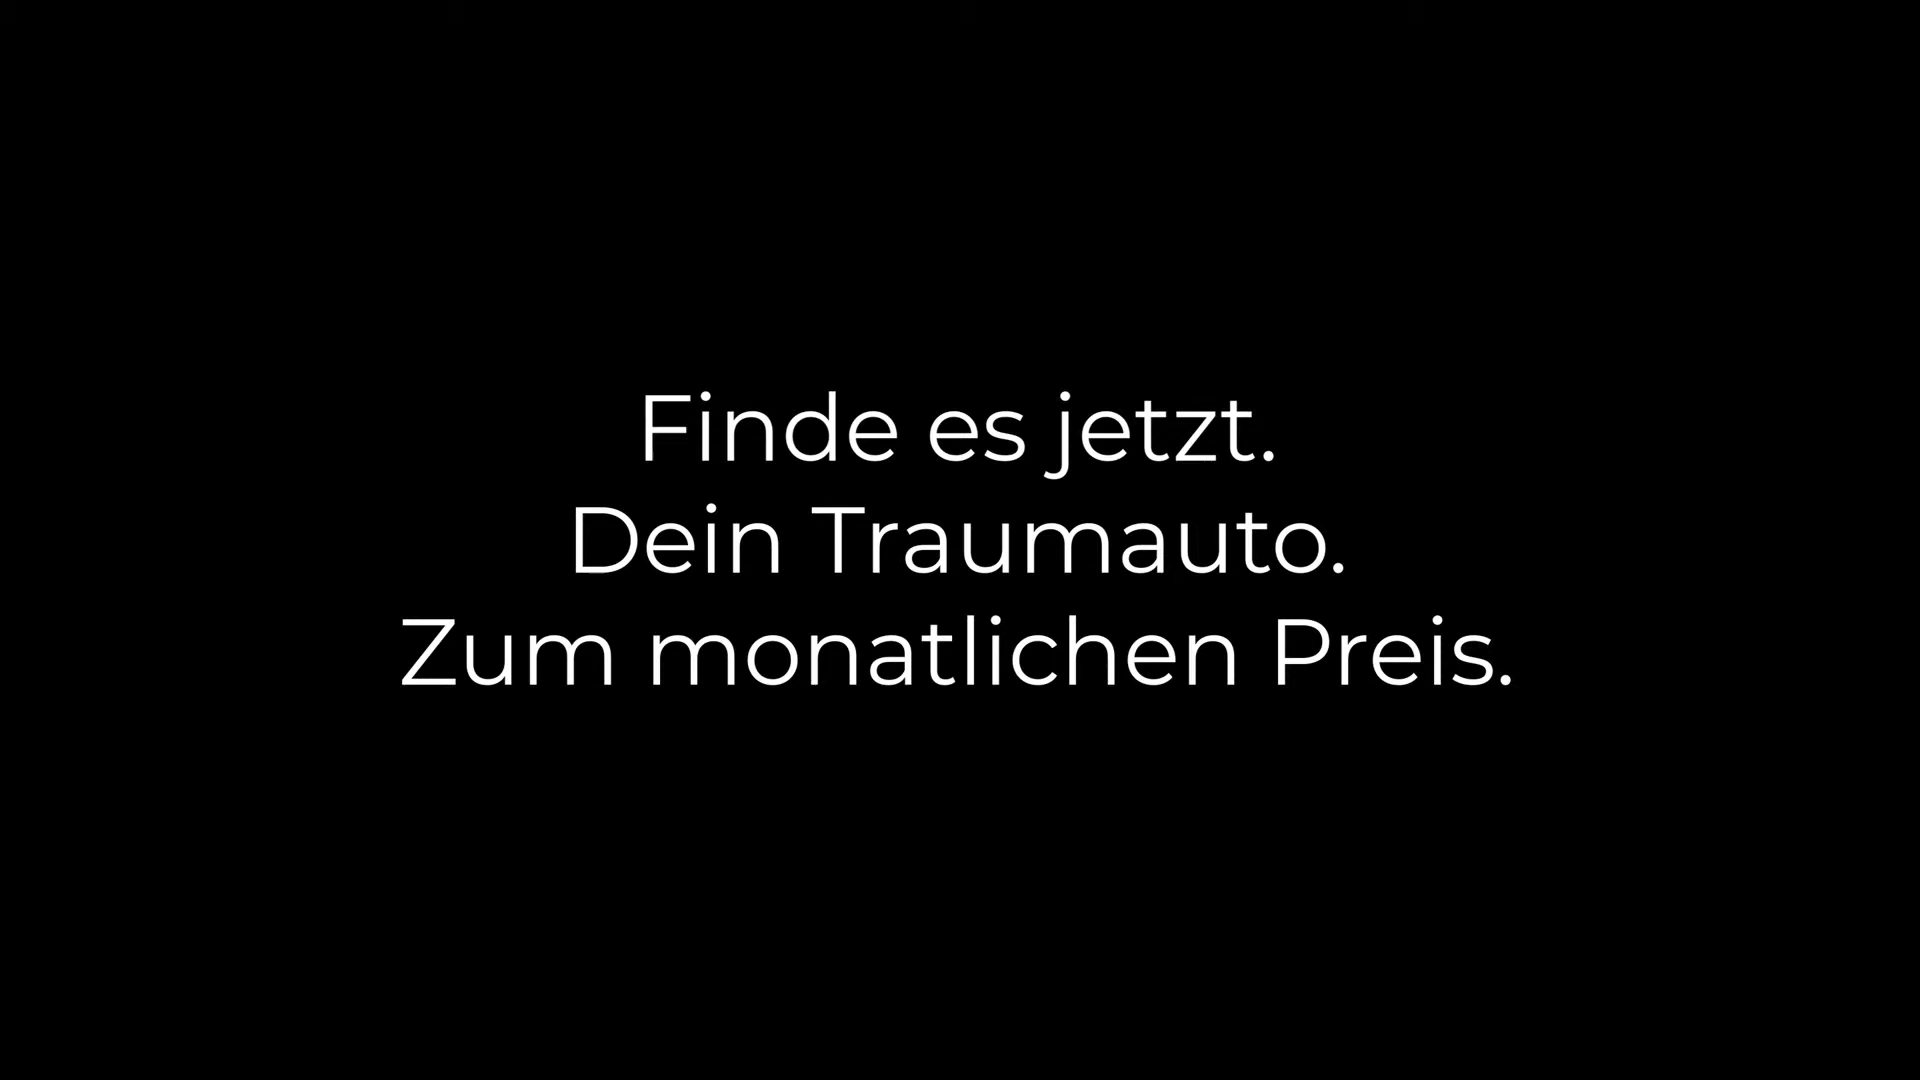 Finde es jetzt.
Dein Traumauto.
Zum monatlichen Preis.